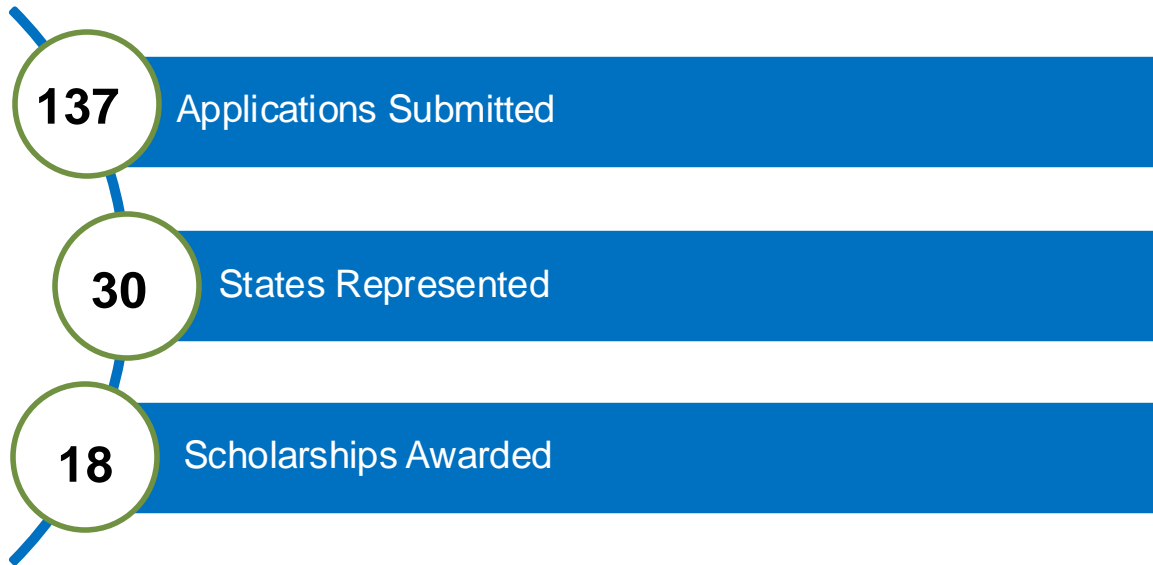 137
Applications Submitted
30
States Represented
18
Scholarships Awarded